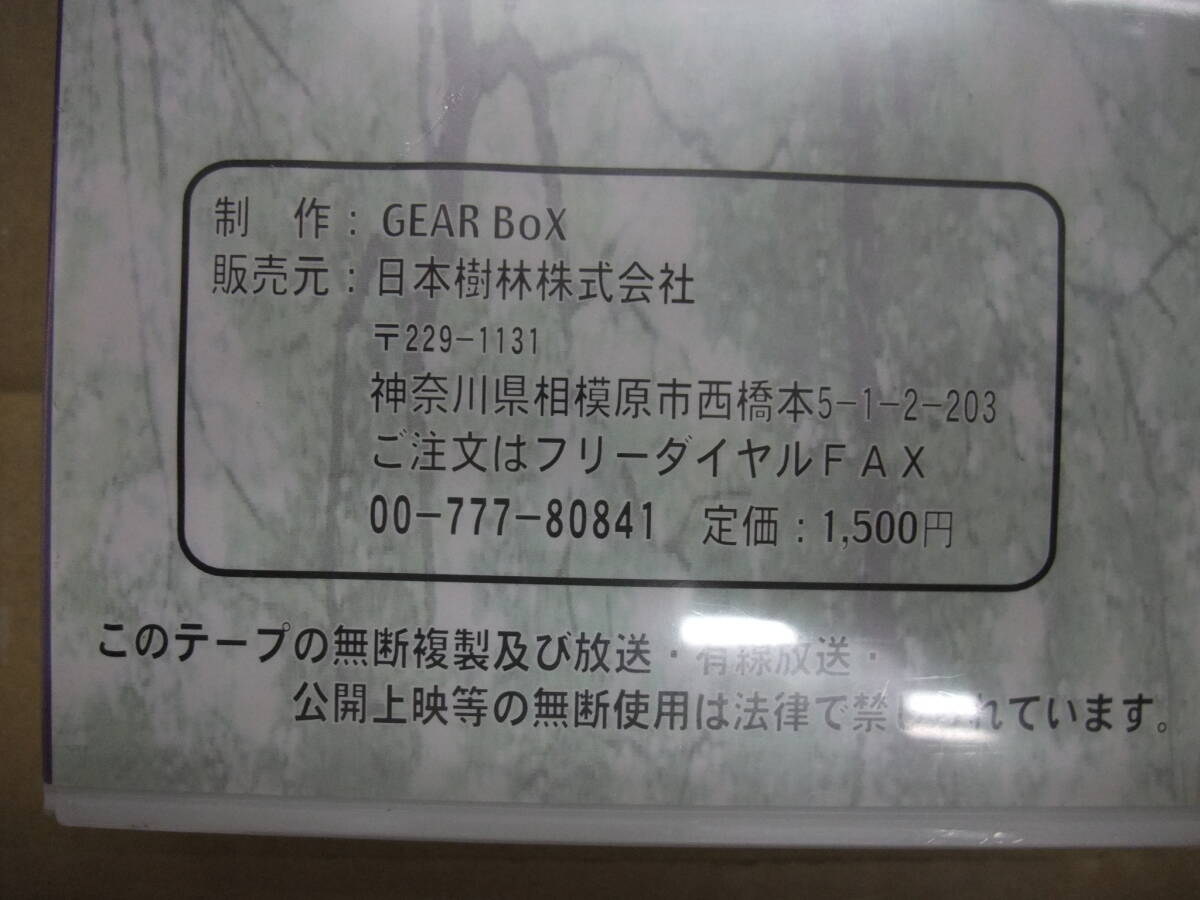 制　作： GEAR BoX
販売元：日本樹林株式会社
〒229-1131
神奈川県相模原市西橋本5-1-2-203
ご注文はフリーダイヤルＦＡＸ
00-777-80841　定価：1,500円
このテープの無断複製及び放送・有線放送・
公開上映等の無断使用は法律で禁じられています。